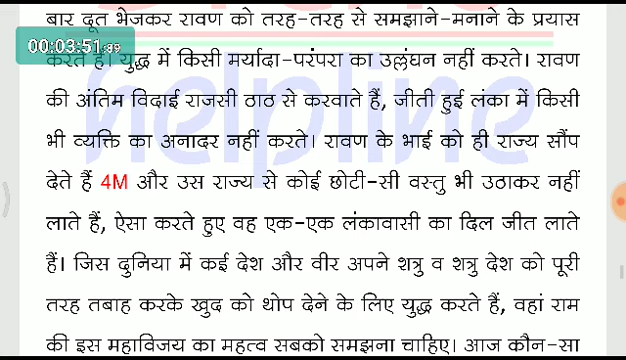 बार दूत भेजकर रावण को तरह-तरह से समझाने-मनाने के प्रयास
00:03:51:89
करते हैं। युद्ध में किसी मर्यादा-परंपरा का उल्लंघन नहीं करते। रावण
की अंतिम विदाई राजसी ठाठ से करवाते हैं, जीती हुई लंका में किसी
भी व्यक्ति का अनादर नहीं करते। रावण के भाई को ही राज्य सौंप
देते हैं 4M और उस राज्य से कोई छोटी-सी वस्तु भी उठाकर नहीं
लाते हैं, ऐसा करते हुए वह एक-एक लंकावासी का दिल जीत लाते
हैं। जिस दुनिया में कई देश और वीर अपने शत्रु व शत्रु देश को पूरी
तरह तबाह करके खुद को थोप देने के लिए युद्ध करते हैं, वहां राम
की इस महाविजय का महत्व सबको समझना चाहिए। आज कौन-सा
helpline